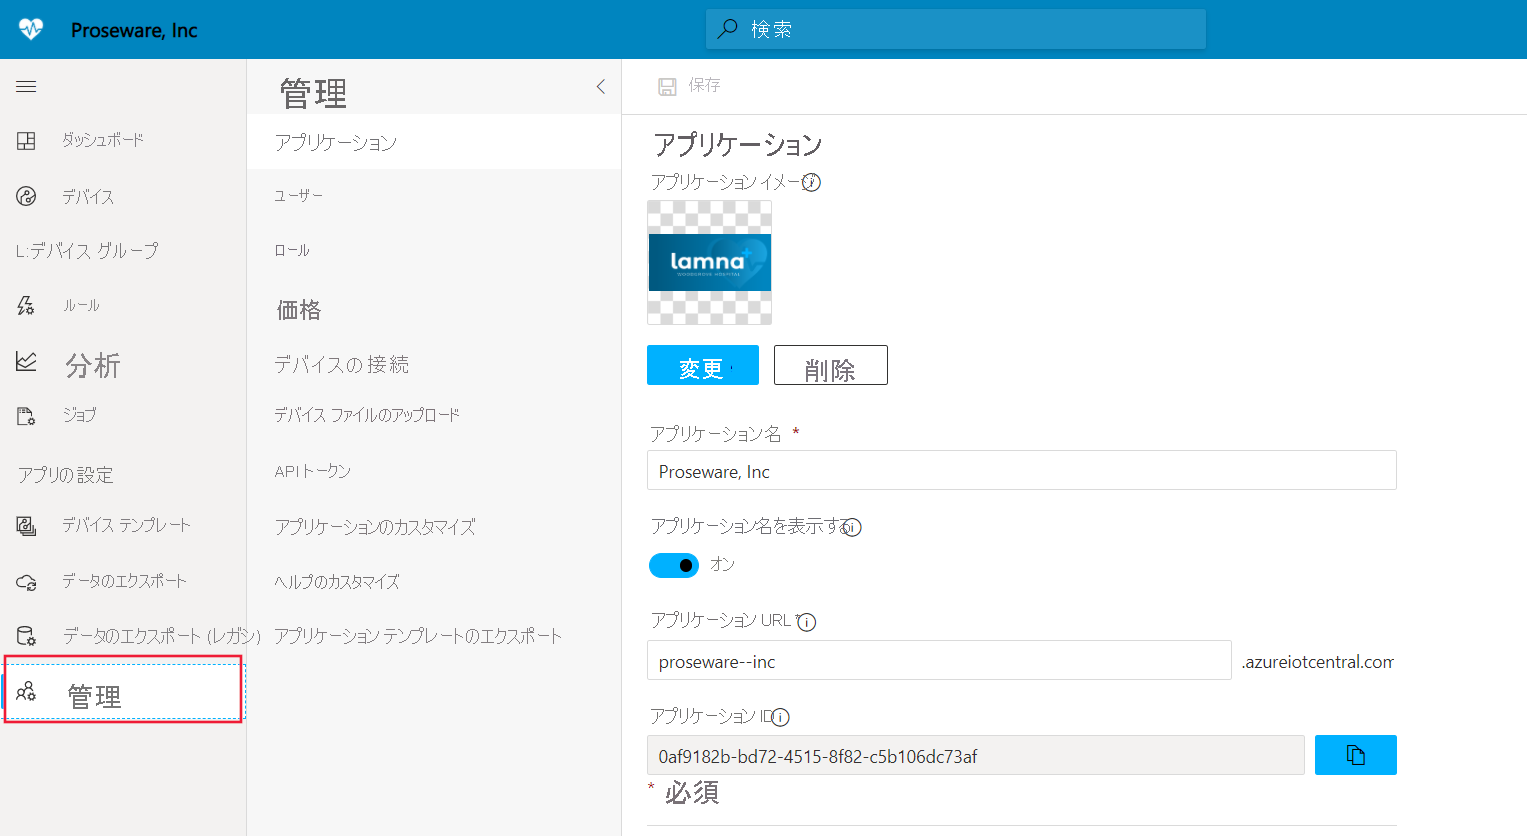 Proseware, Inc
検索
ダッシュボード
デバイス
L:デバイス グループ
ルール
分析
ジョブ
アプリの設定
デバイス テンプレート
データのエクスポート
データのエクスポート (レガシ)
管理
管理
アプリケーション
ユーザー
ロール
価格
デバイスの接続
デバイス ファイルのアップロード
API トークン
アプリケーションのカスタマイズ
ヘルプのカスタマイズ
アプリケーション テンプレートのエクスポート
保存
アプリケーション
アプリケーション イメージ
lamna
WOODGROVE HOSPITAL
変更
削除
アプリケーション名 *
Proseware, Inc
アプリケーション名を表示する
オン
アプリケーション URL *
proseware--inc
.azureiotcentral.com
アプリケーション ID
0af9182b-bd72-4515-8f82-c5b106dc73af
* 必須